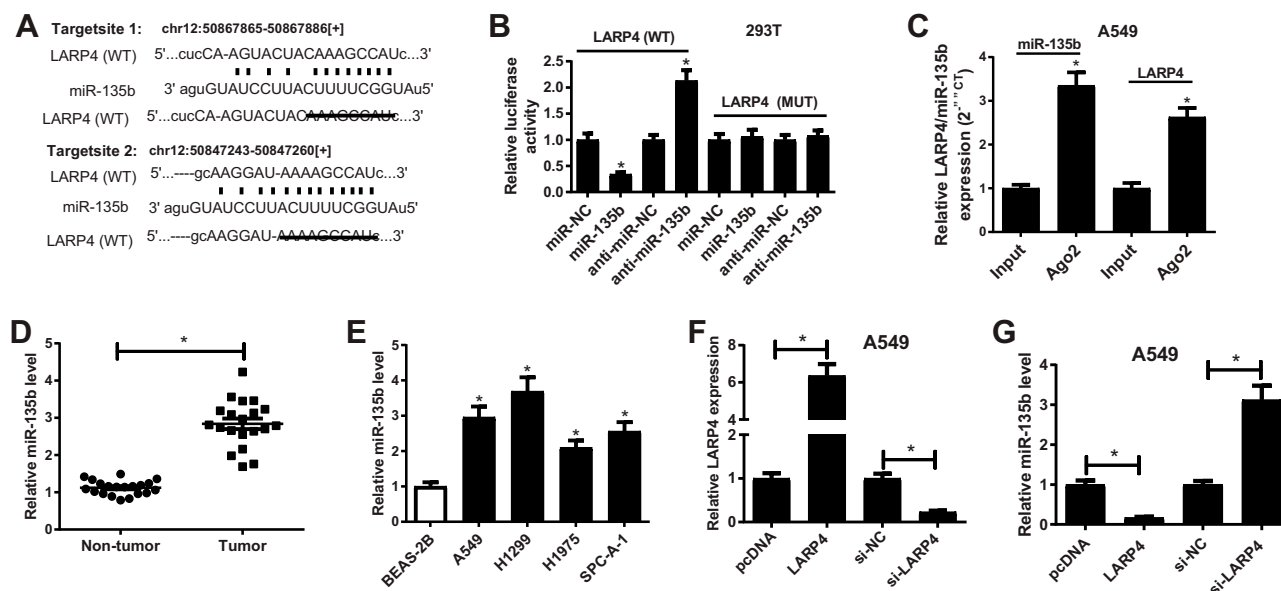 A
Targetsite 1: chr12:50867865-50867886[+]
LARP4 (WT) 5'...cucCA-AGUACUACAAAGCCAUc...3'
miR-135b 3' aguGUAUCCUUACUUUUCGGUAu5'
LARP4 (WT) 5'...cucCA-AGUACUACAAAGCCAUc...3'
Targetsite 2: chr12:50847243-50847260[+]
LARP4 (WT) 5'...----gcAAGGAU-AAAAGCCAUc...3'
miR-135b 3' aguGUAUCCUUACUUUUCGGUAu5'
LARP4 (WT) 5'...----gcAAGGAU-AAAAGCCAUc...3'
B
293T
LARP4 (WT)
LARP4 (MUT)
Relative luciferase
activity
2.5
2.0
1.5
1.0
0.5
0.0
*
*
miR-NC
miR-135b
anti-miR-NC
anti-miR-135b
miR-NC
miR-135b
anti-miR-NC
anti-miR-135b
C
A549
miR-135b
LARP4
Relative LARP4/miR-135b
expression (2-""CT)
4
3
2
1
0
*
*
Input
Ago2
Input
Ago2
D
Relative miR-135b level
5
4
3
2
1
0
*
Non-tumor
Tumor
E
Relative miR-135b level
5
4
3
2
1
0
*
*
*
*
BEAS-2B
A549
H1299
H1975
SPC-A-1
F
A549
Relative LARP4 expression
8
6
4
2
1
0
*
*
pcDNA
LARP4
si-NC
si-LARP4
G
A549
Relative miR-135b level
4
3
2
1
0
*
*
pcDNA
LARP4
si-NC
si-LARP4